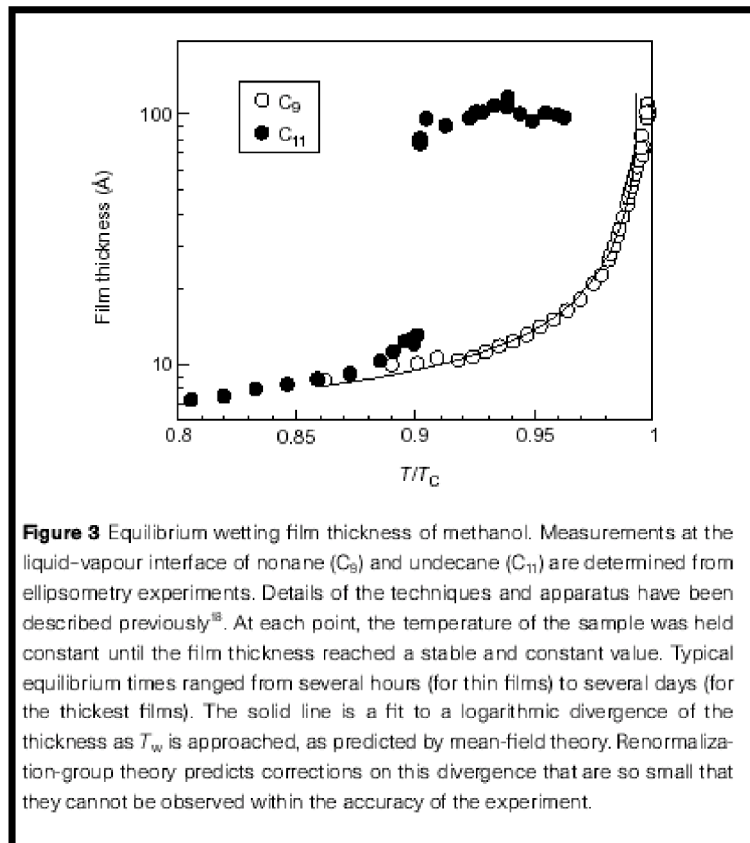 100
10
Film thickness (Å)
C₉
C₁₁
0.8 0.85 0.9 0.95 1
T/T_C
Figure 3 Equilibrium wetting film thickness of methanol. Measurements at the
liquid–vapour interface of nonane (C₉) and undecane (C₁₁) are determined from
ellipsometry experiments. Details of the techniques and apparatus have been
described previously¹⁸. At each point, the temperature of the sample was held
constant until the film thickness reached a stable and constant value. Typical
equilibrium times ranged from several hours (for thin films) to several days (for
the thickest films). The solid line is a fit to a logarithmic divergence of the
thickness as T_w is approached, as predicted by mean-field theory. Renormaliza-
tion-group theory predicts corrections on this divergence that are so small that
they cannot be observed within the accuracy of the experiment.